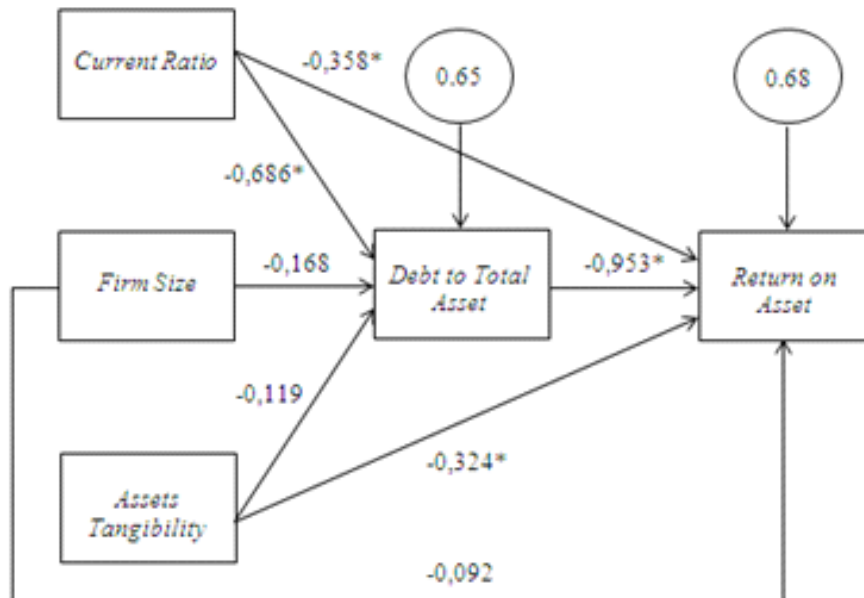 Current Ratio
-0,358*
0.65
0.68
-0,686*
Firm Size
-0,168
Debt to Total
Asset
-0,953*
Return on
Asset
-0,119
-0,324*
Assets
Tangibility
-0,092